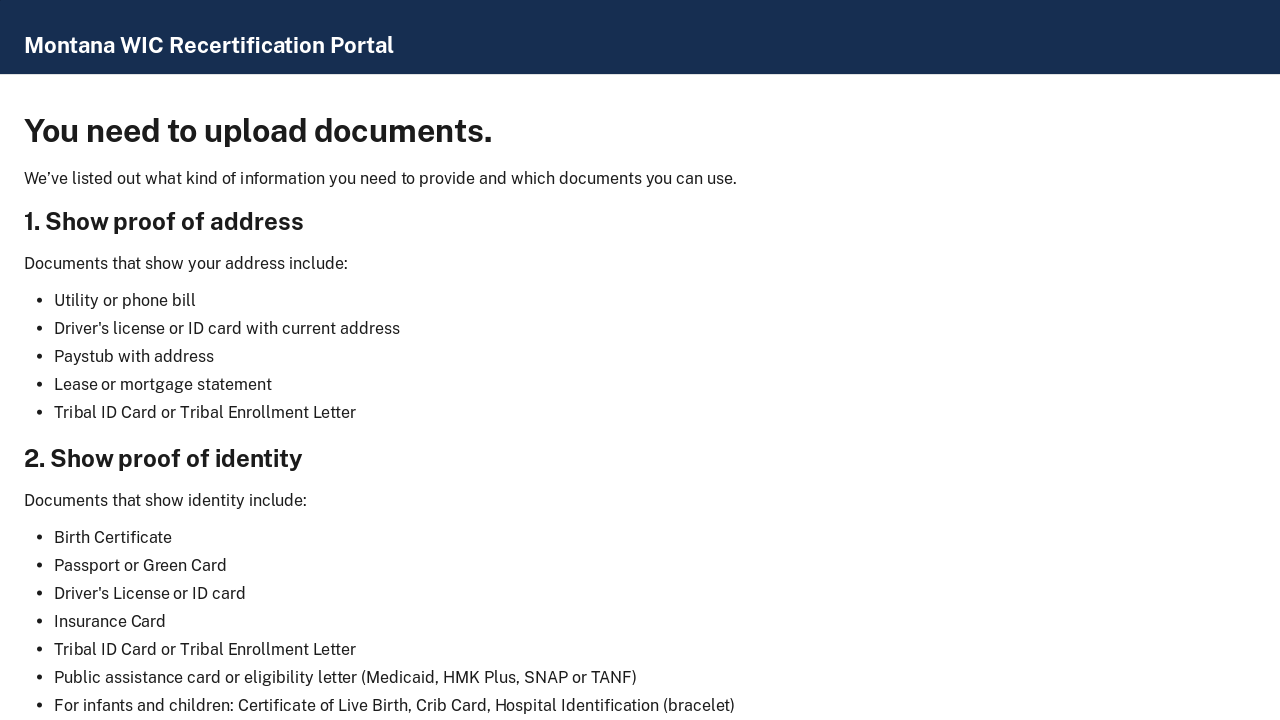 Montana WIC Recertification Portal
You need to upload documents.
We’ve listed out what kind of information you need to provide and which documents you can use.
1. Show proof of address
Documents that show your address include:
• Utility or phone bill
• Driver's license or ID card with current address
• Paystub with address
• Lease or mortgage statement
• Tribal ID Card or Tribal Enrollment Letter
2. Show proof of identity
Documents that show identity include:
• Birth Certificate
• Passport or Green Card
• Driver's License or ID card
• Insurance Card
• Tribal ID Card or Tribal Enrollment Letter
• Public assistance card or eligibility letter (Medicaid, HMK Plus, SNAP or TANF)
• For infants and children: Certificate of Live Birth, Crib Card, Hospital Identification (bracelet)